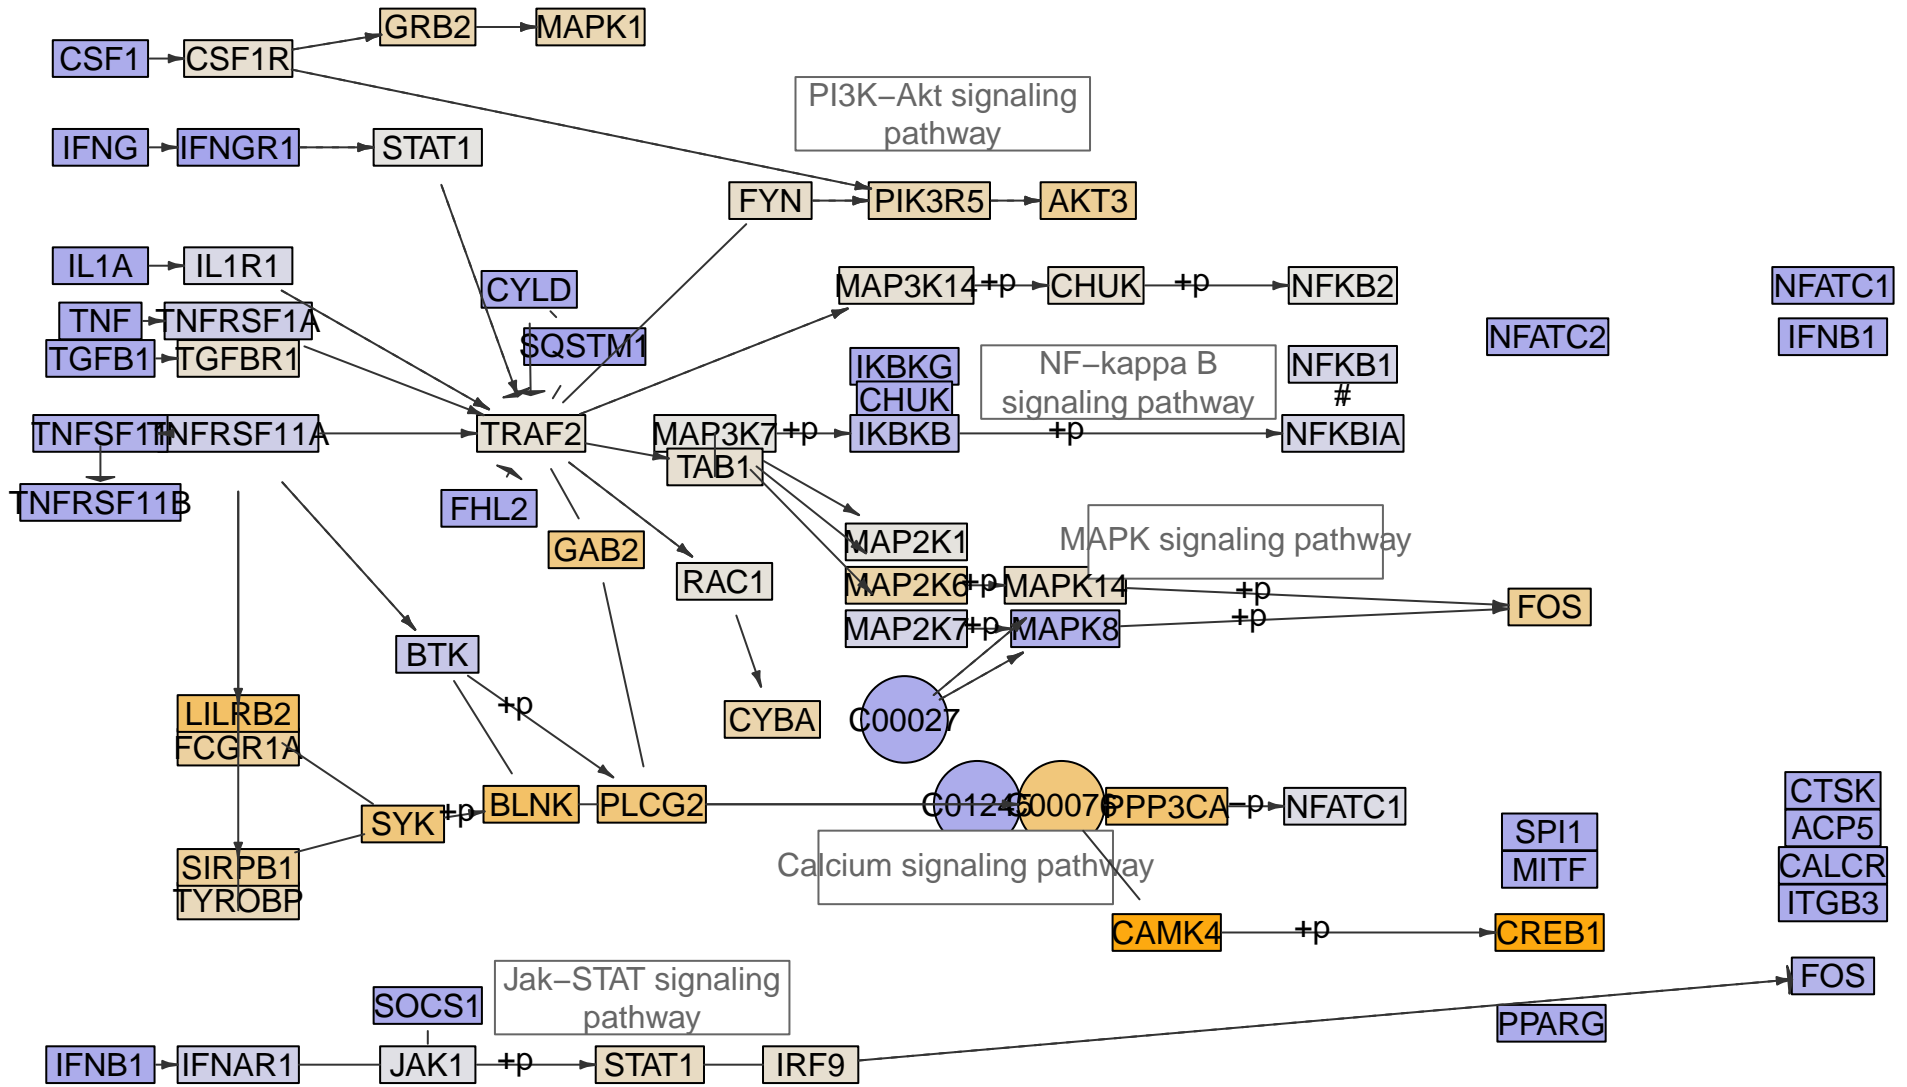 GRB2
MAPK1
CSF1
CSF1R
PI3K−Akt signaling
pathway
IFNG
IFNGR1
STAT1
FYN
PIK3R5
AKT3
IL1A
IL1R1
CYLD
MAP3K14
+p
CHUK
+p
NFKB2
NFATC1
TNF
TNFRSF1A
SQSTM1
NFATC2
IFNB1
TGFB1
TGFBR1
IKBKG
CHUK
NF−kappa B
signaling pathway
NFKB1
#
TNFRSF11A
TRAF2
MAP3K7
+p
IKBKB
+p
NFKBIA
TAB1
TNFRSF11B
FHL2
GAB2
RAC1
MAP2K1
MAPK signaling pathway
MAP2K6
+p
MAPK14
+p
FOS
MAP2K7
+p
MAPK8
+p
BTK
+p
LILRB2
FCGR1A
CYBA
C00027
SYK
+p
BLNK
PLCG2
C00076
PPP3CA
−p
NFATC1
CTSK
ACP5
CALCR
ITGB3
SPI1
MITF
SIRPB1
TYROBP
Calcium signaling pathway
CAMK4
+p
CREB1
Jak−STAT signaling
pathway
SOCS1
FOS
PPARG
IFNB1
IFNAR1
JAK1
+p
STAT1
IRF9